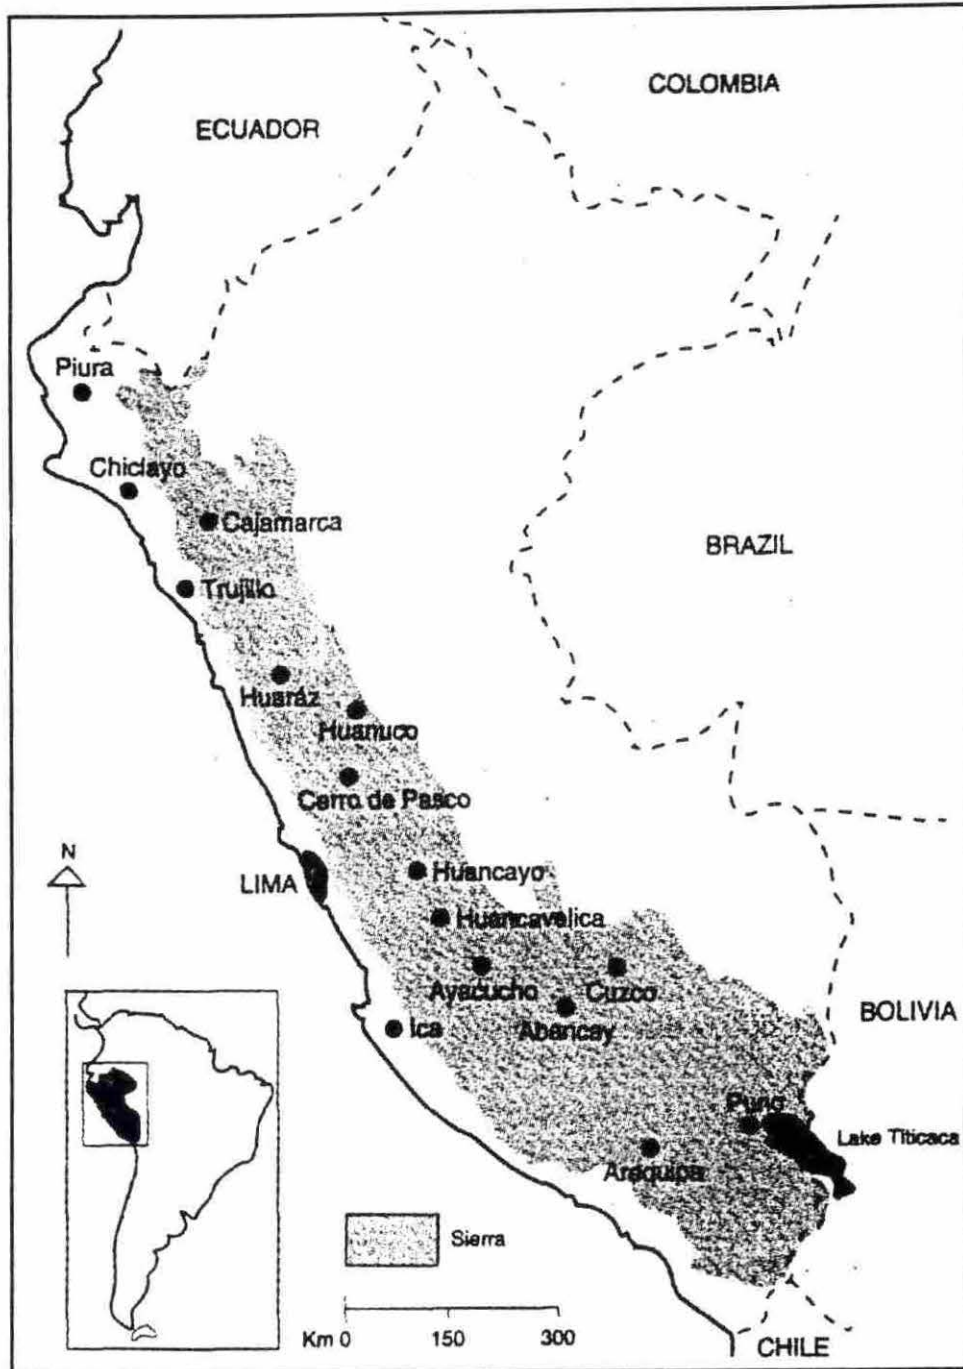 COLOMBIA
ECUADOR
Piura
Chiclayo
Cajamarca
BRAZIL
Trujillo
Huaráz
Huanuco
Cerro de Pasco
N
LIMA
Huancayo
Huancavelica
Ayacucho
Cuzco
Abancay
Ica
BOLIVIA
Puno
Lake Titicaca
Arequipa
Sierra
Km 0 150 300
CHILE